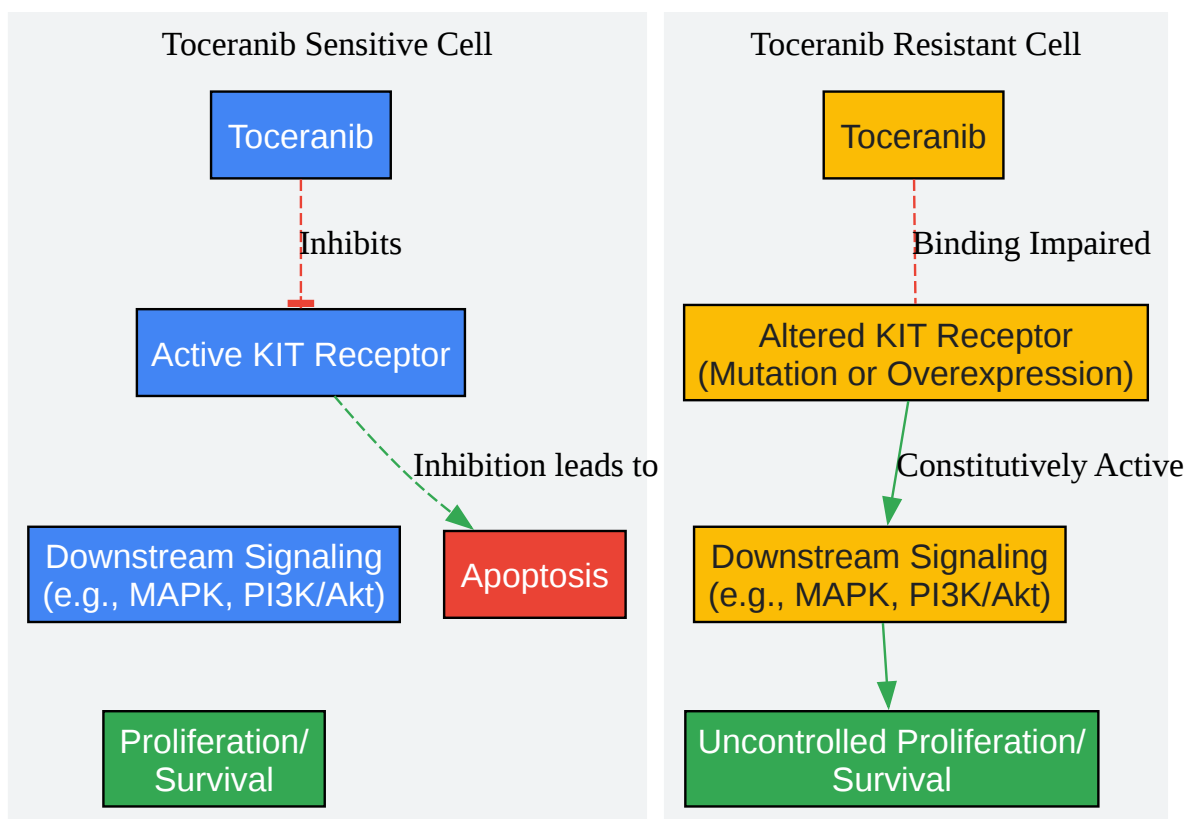 Toceranib Sensitive Cell
Toceranib
Inhibits
Active KIT Receptor
Inhibition leads to
Downstream Signaling
(e.g., MAPK, PI3K/Akt)
Apoptosis
Proliferation/
Survival
Toceranib Resistant Cell
Toceranib
Binding Impaired
Altered KIT Receptor
(Mutation or Overexpression)
Constitutively Active
Downstream Signaling
(e.g., MAPK, PI3K/Akt)
Uncontrolled Proliferation/
Survival